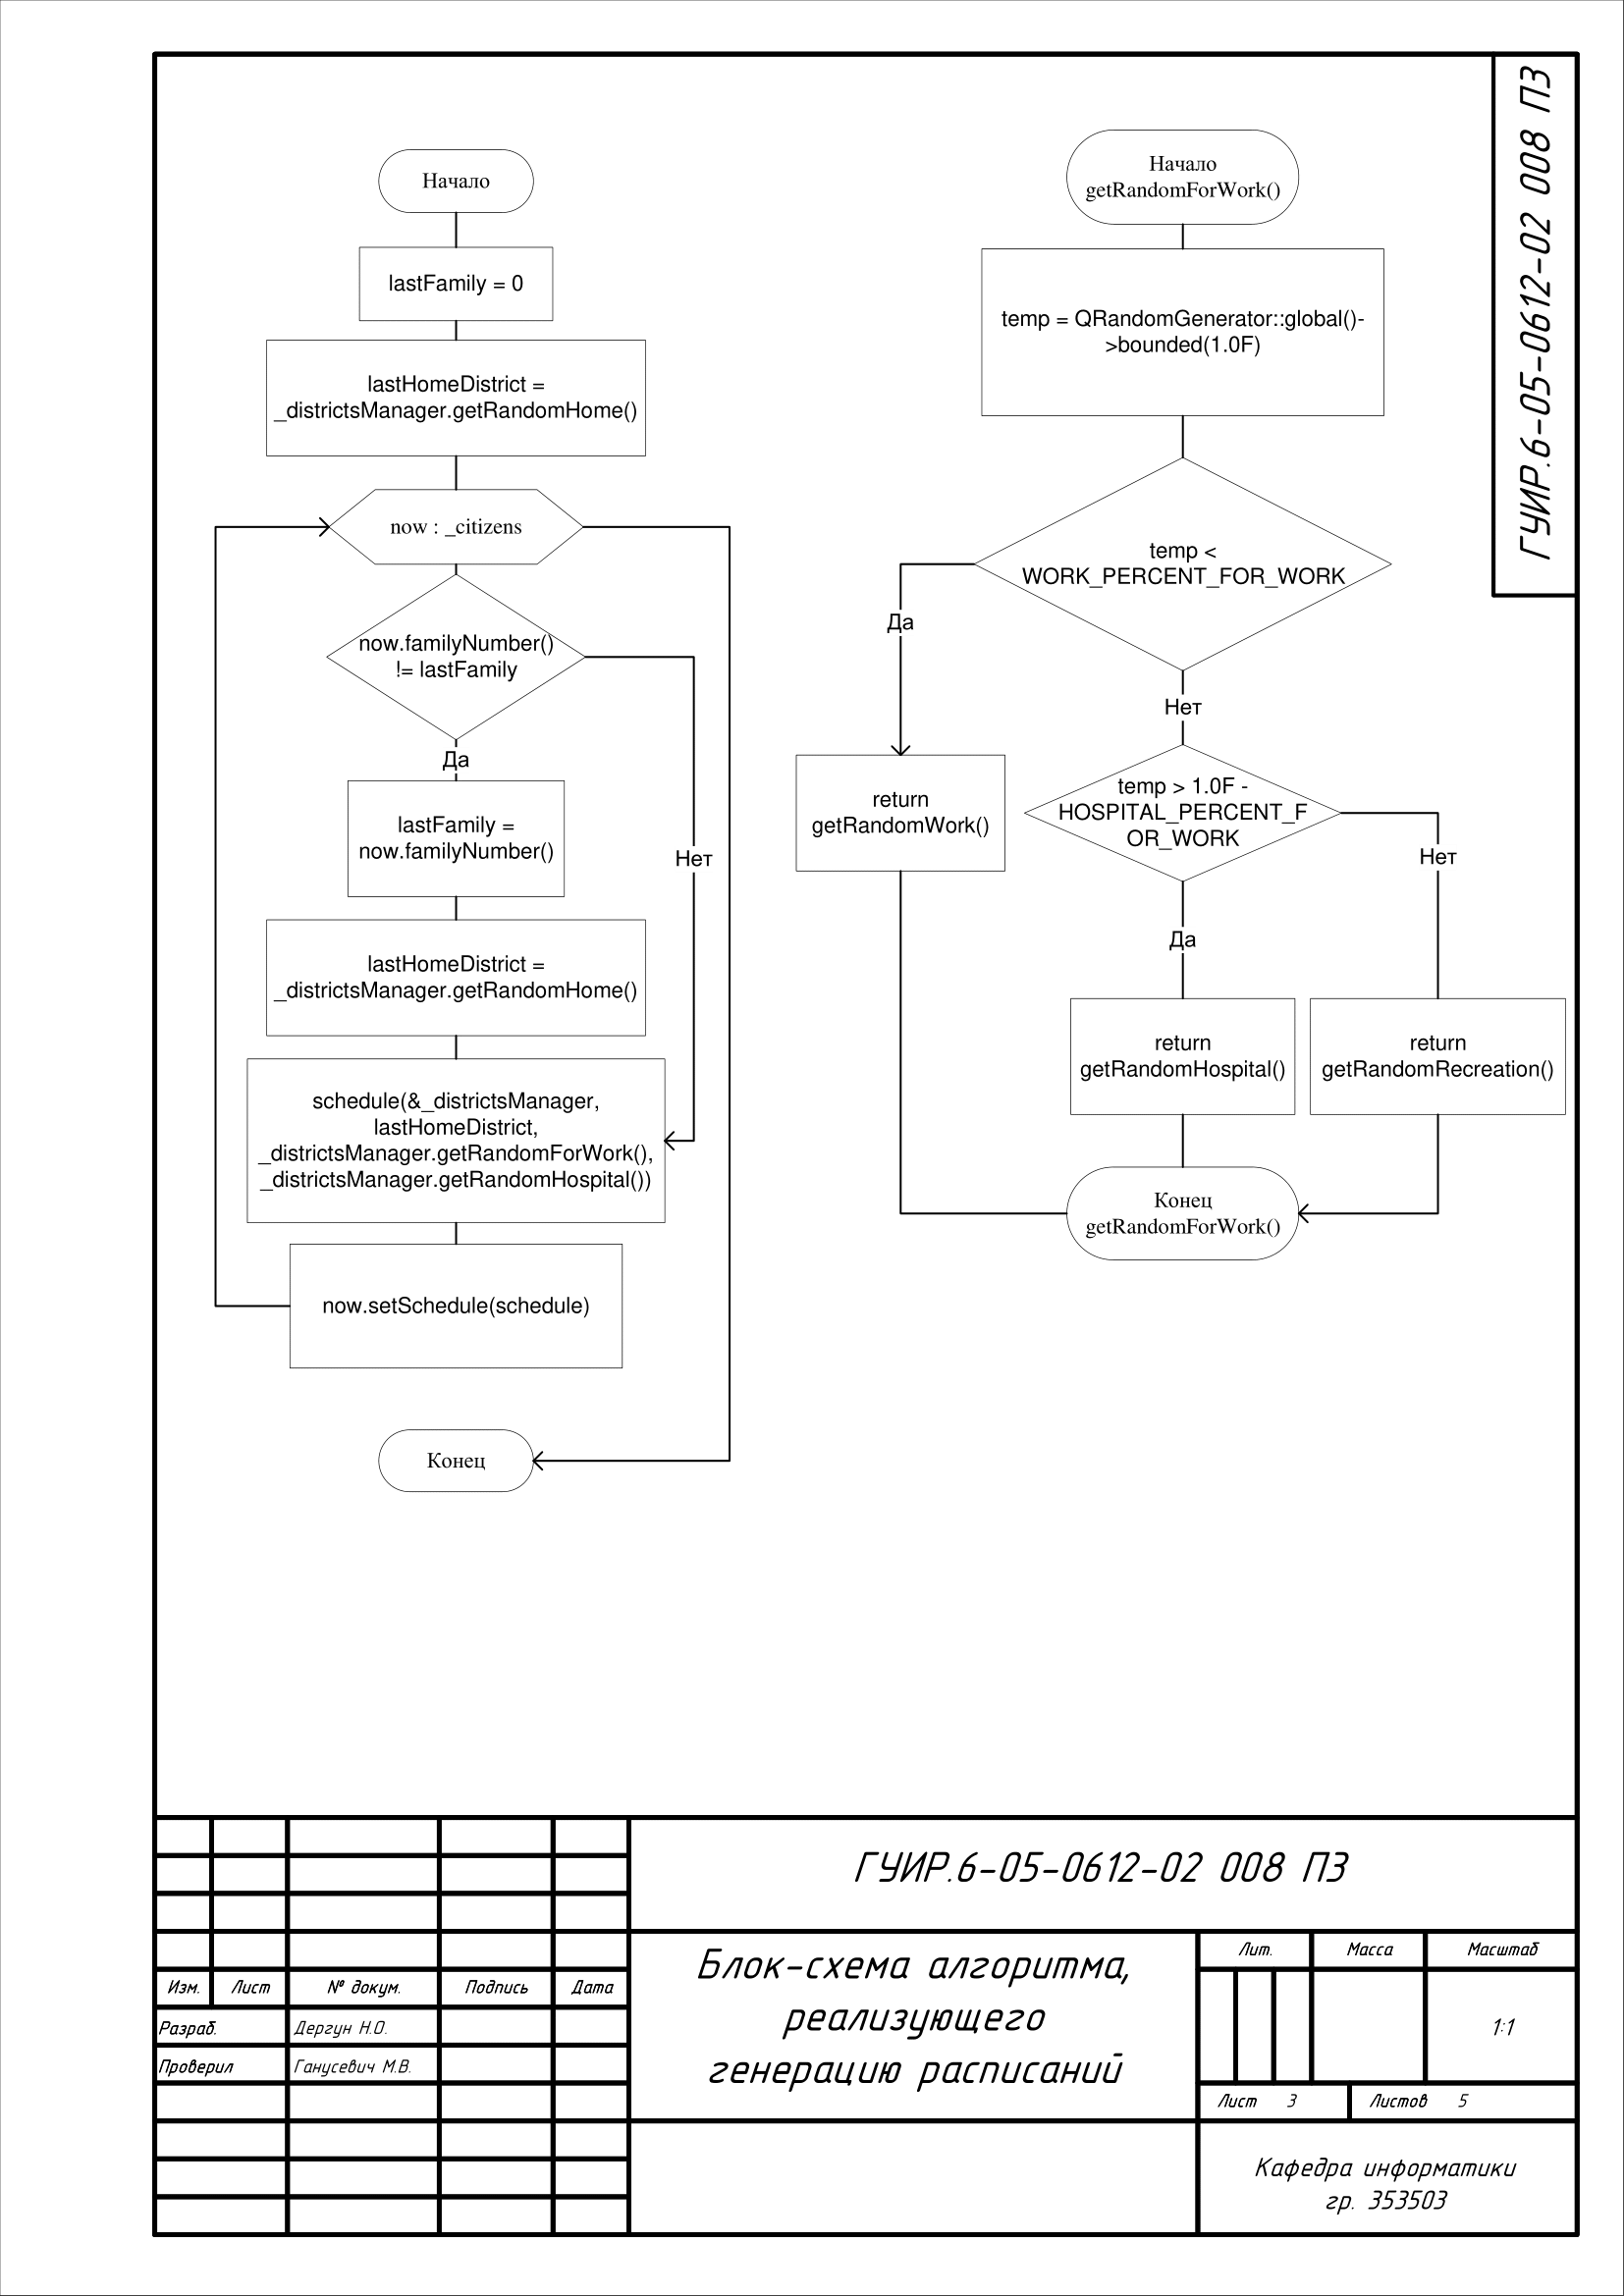 ГУИР.6-05-0612-02 008 ПЗ
Начало
lastFamily = 0
lastHomeDistrict =
_districtsManager.getRandomHome()
now : _citizens
now.familyNumber()
!= lastFamily
Да
Нет
lastFamily =
now.familyNumber()
lastHomeDistrict =
_districtsManager.getRandomHome()
schedule(&_districtsManager,
lastHomeDistrict,
_districtsManager.getRandomForWork(),
_districtsManager.getRandomHospital())
now.setSchedule(schedule)
Конец
Начало
getRandomForWork()
temp = QRandomGenerator::global()-
>bounded(1.0F)
temp <
WORK_PERCENT_FOR_WORK
Да
Нет
return
getRandomWork()
temp > 1.0F -
HOSPITAL_PERCENT_F
OR_WORK
Да
Нет
return
getRandomHospital()
return
getRandomRecreation()
Конец
getRandomForWork()
ГУИР.6-05-0612-02 008 ПЗ
Изм. Лист № докум. Подпись Дата
Разраб. Дергун Н.О.
Проверил Ганусевич М.В.
Блок-схема алгоритма,
реализующего
генерацию расписаний
Лит. Масса Масштаб
1:1
Лист 3 Листов 5
Кафедра информатики
гр. 353503